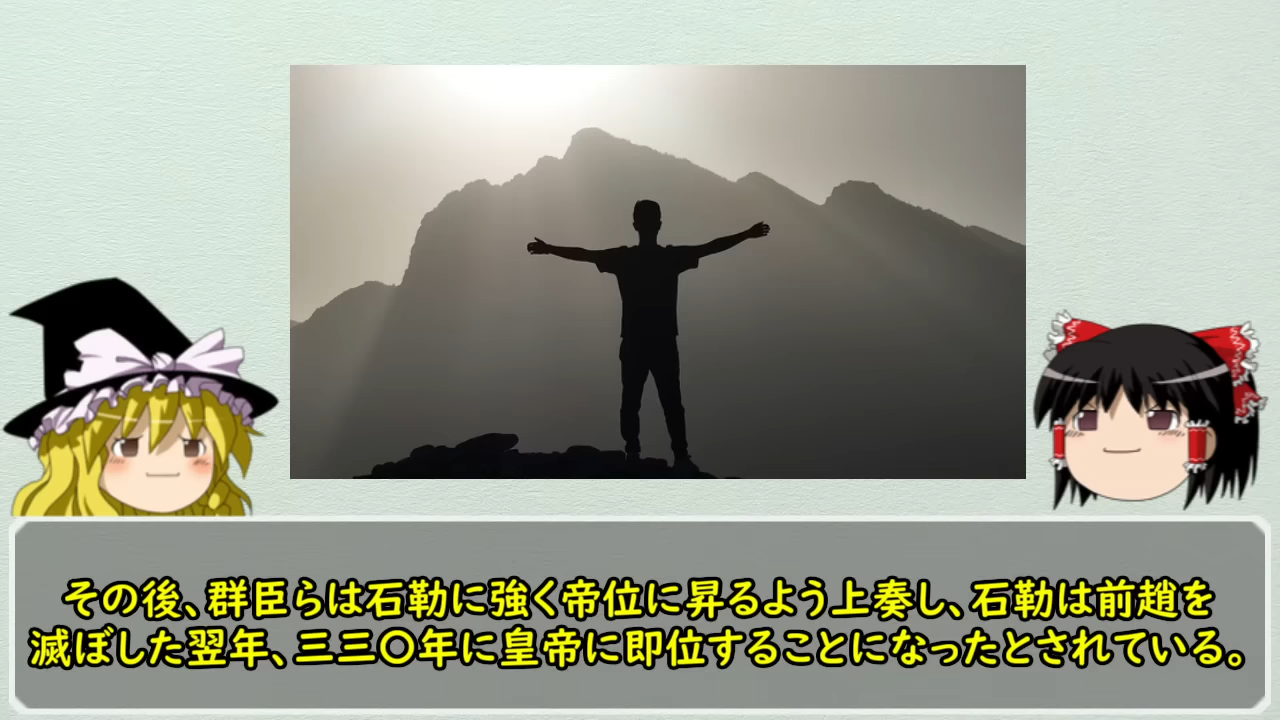 その後、群臣らは石勒に強く帝位に昇るよう上奏し、石勒は前趙を
滅ぼした翌年、三三〇年に皇帝に即位することになったとされている。